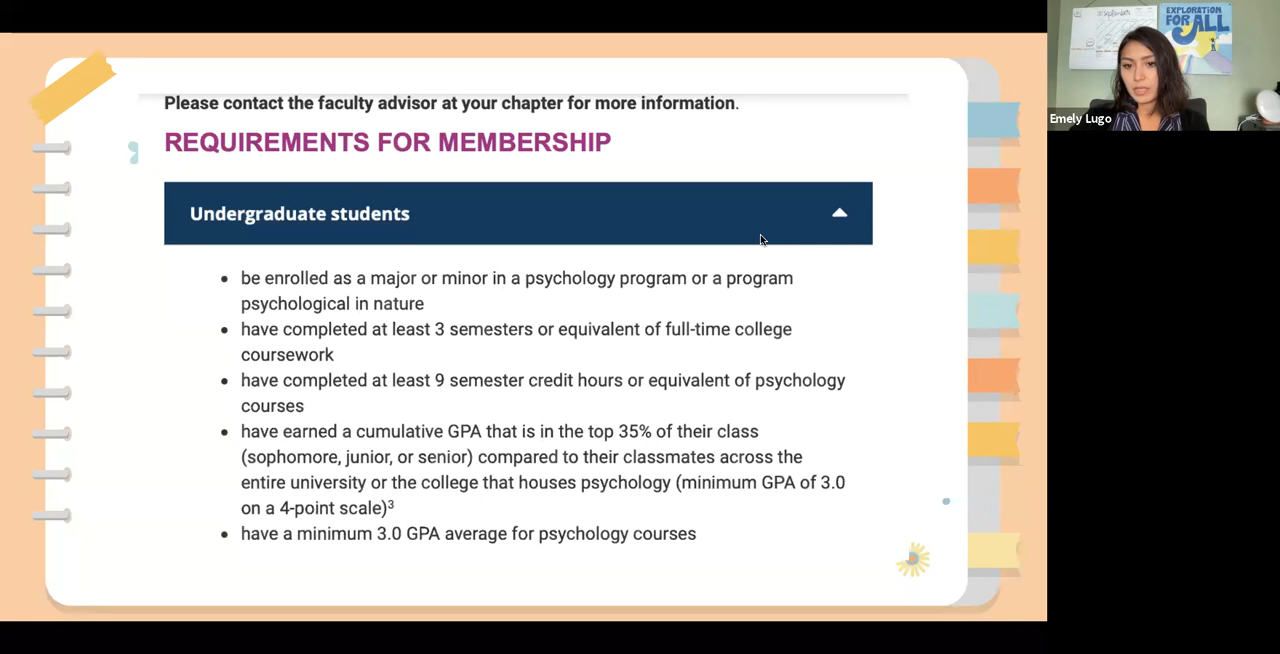 Please contact the faculty advisor at your chapter for more information.
REQUIREMENTS FOR MEMBERSHIP
Undergraduate students
• be enrolled as a major or minor in a psychology program or a program
psychological in nature
• have completed at least 3 semesters or equivalent of full-time college
coursework
• have completed at least 9 semester credit hours or equivalent of psychology
courses
• have earned a cumulative GPA that is in the top 35% of their class
(sophomore, junior, or senior) compared to their classmates across the
entire university or the college that houses psychology (minimum GPA of 3.0
on a 4-point scale)³
• have a minimum 3.0 GPA average for psychology courses
EXPLORATION
FOR ALL
Emely Lugo